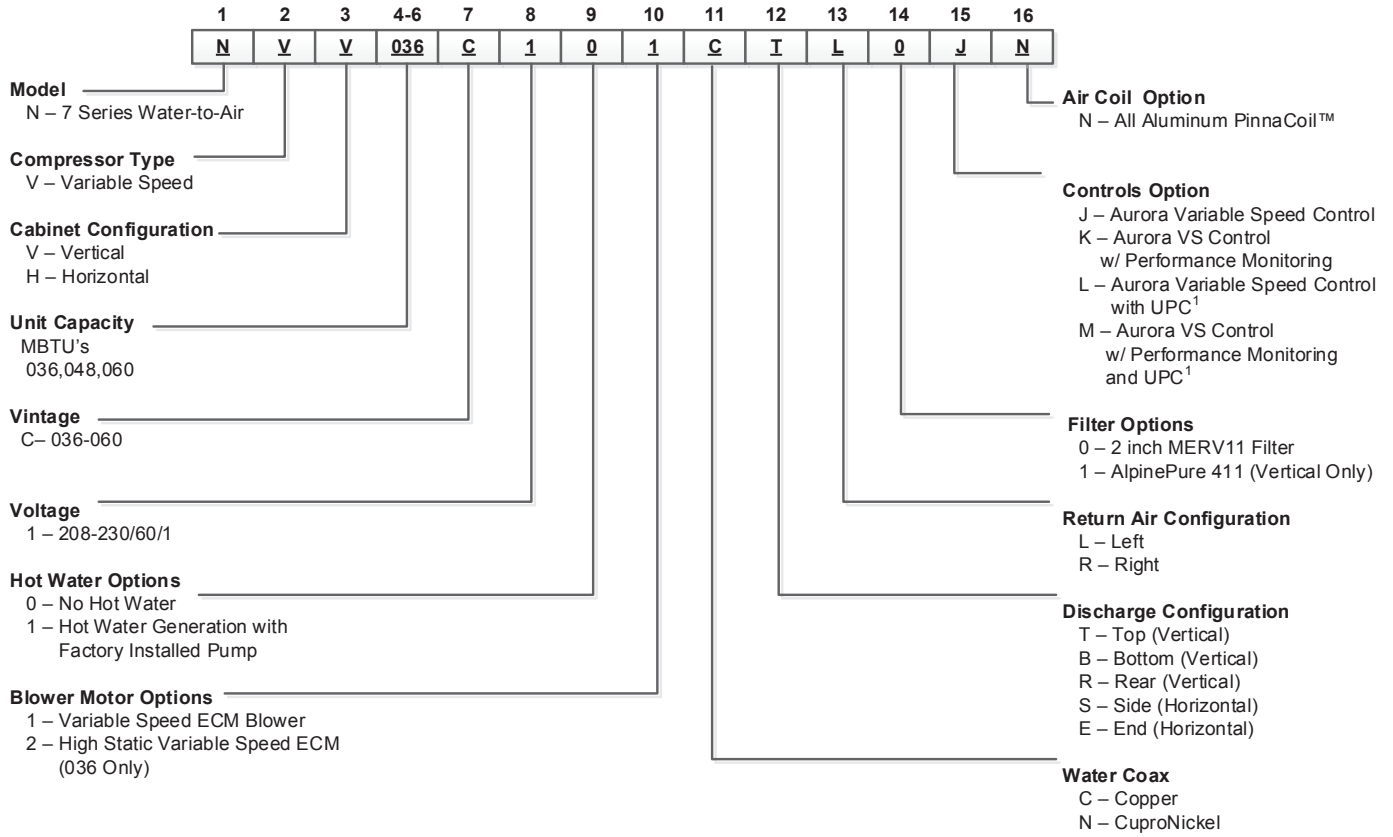 1 2 3 4-6 7 8 9 10 11 12 13 14 15 16
N V V 036 C 1 0 1 C T L 0 J N
Model
N – 7 Series Water-to-Air
Compressor Type
V – Variable Speed
Cabinet Configuration
V – Vertical
H – Horizontal
Unit Capacity
MBTU's
036,048,060
Vintage
C– 036-060
Voltage
1 – 208-230/60/1
Hot Water Options
0 – No Hot Water
1 – Hot Water Generation with
Factory Installed Pump
Blower Motor Options
1 – Variable Speed ECM Blower
2 – High Static Variable Speed ECM
(036 Only)
Air Coil Option
N – All Aluminum PinnaCoil™
Controls Option
J – Aurora Variable Speed Control
K – Aurora VS Control
w/ Performance Monitoring
L – Aurora Variable Speed Control
with UPC¹
M – Aurora VS Control
w/ Performance Monitoring
and UPC¹
Filter Options
0 – 2 inch MERV11 Filter
1 – AlpinePure 411 (Vertical Only)
Return Air Configuration
L – Left
R – Right
Discharge Configuration
T – Top (Vertical)
B – Bottom (Vertical)
R – Rear (Vertical)
S – Side (Horizontal)
E – End (Horizontal)
Water Coax
C – Copper
N – CuproNickel